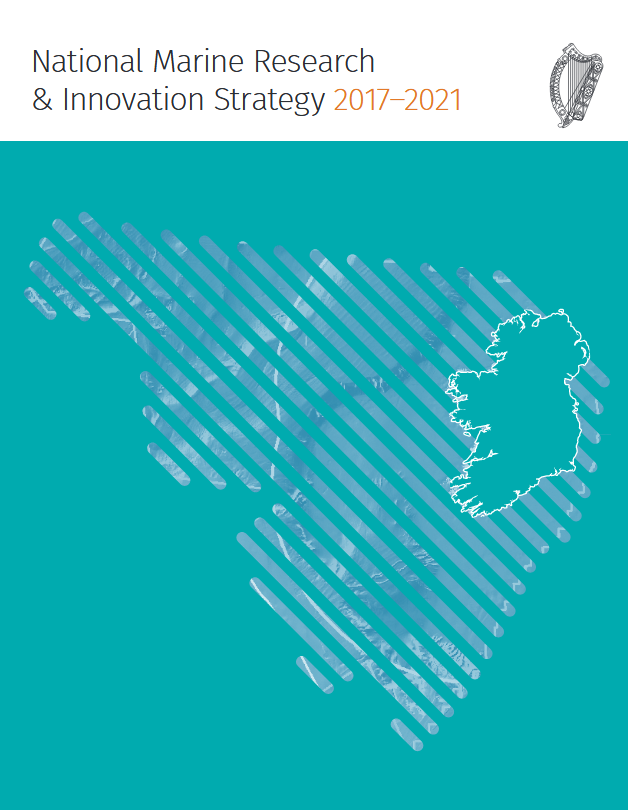 National Marine Research
& Innovation Strategy 2017–2021